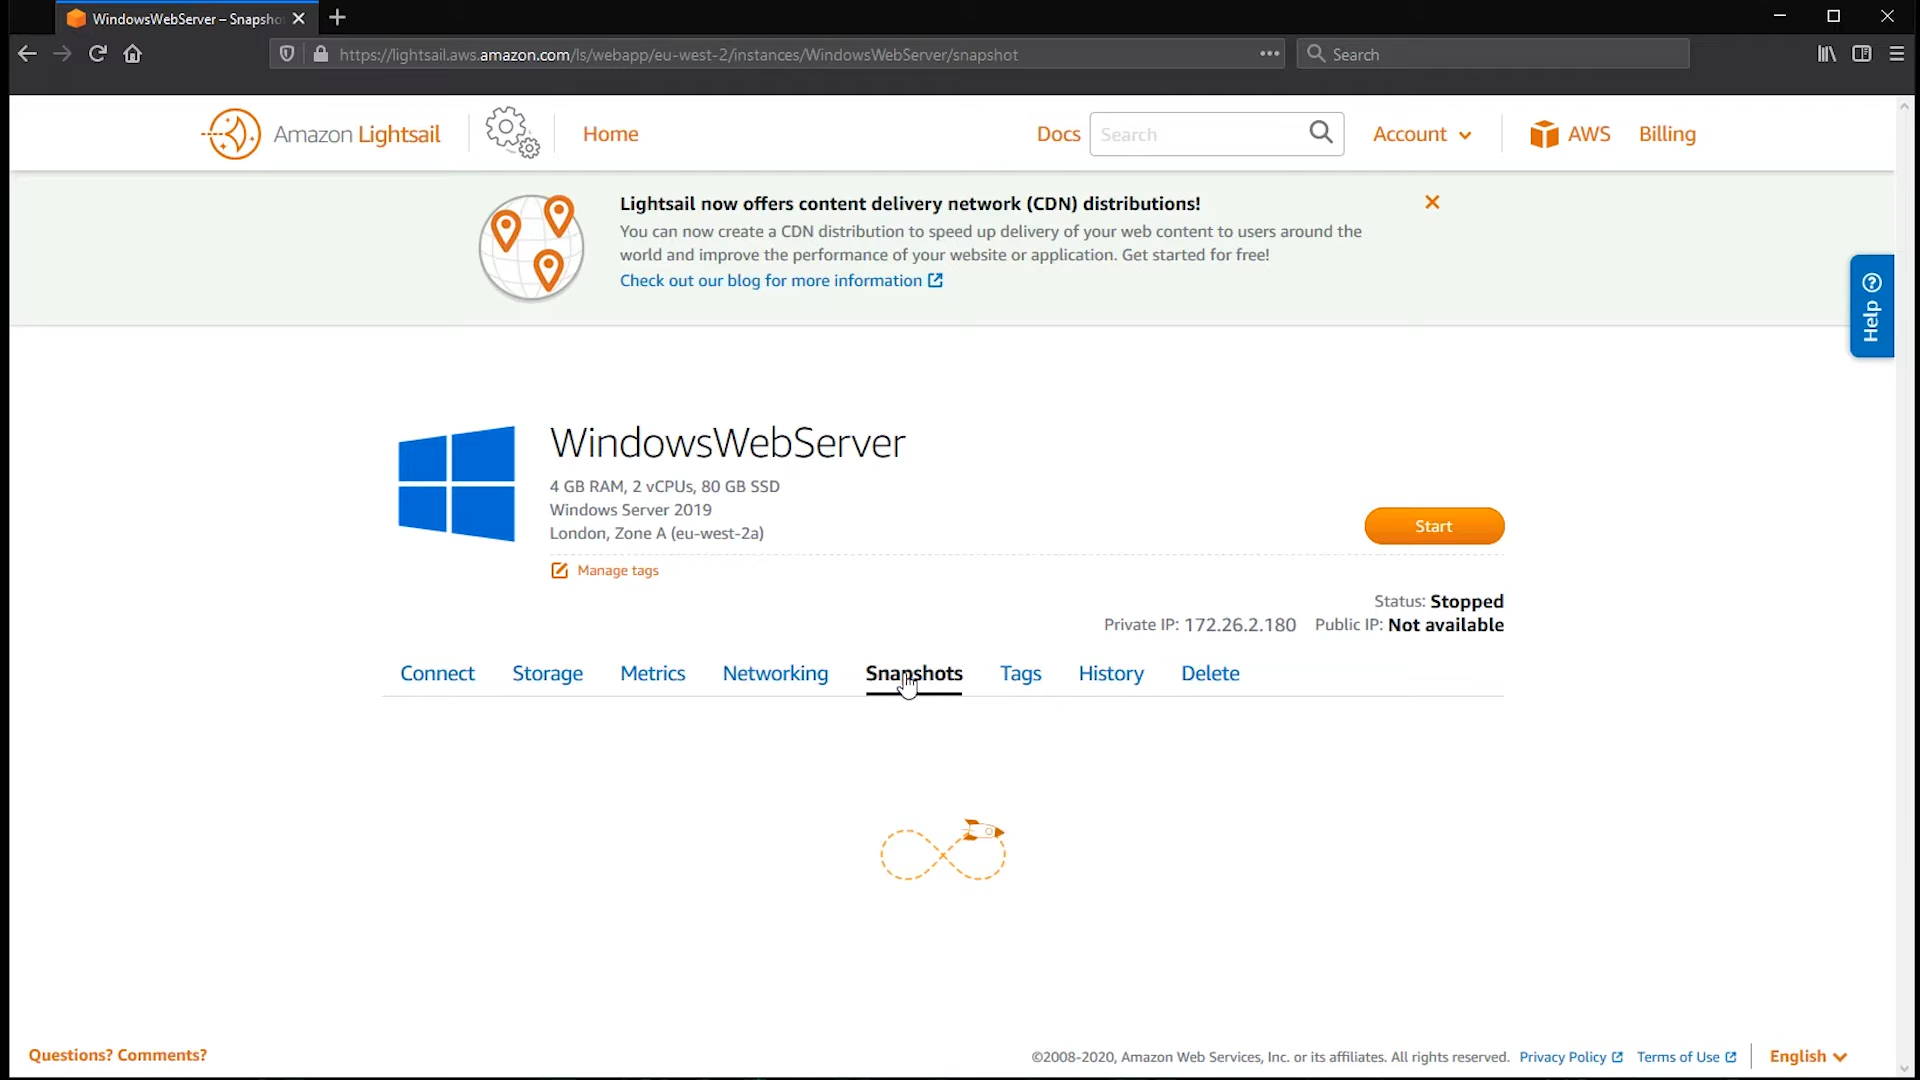 WindowsWebServer – Snapsho
https://lightsail.aws.amazon.com/ls/webapp/eu-west-2/instances/WindowsWebServer/snapshot
Search
Amazon Lightsail
Home
Docs
Search
Account
AWS
Billing
Lightsail now offers content delivery network (CDN) distributions!
You can now create a CDN distribution to speed up delivery of your web content to users around the
world and improve the performance of your website or application. Get started for free!
Check out our blog for more information
Help
WindowsWebServer
4 GB RAM, 2 vCPUs, 80 GB SSD
Windows Server 2019
London, Zone A (eu-west-2a)
Start
Manage tags
Status: Stopped
Private IP: 172.26.2.180 Public IP: Not available
Connect Storage Metrics Networking Snapshots Tags History Delete
Questions? Comments?
©2008-2020, Amazon Web Services, Inc. or its affiliates. All rights reserved. Privacy Policy Terms of Use
English